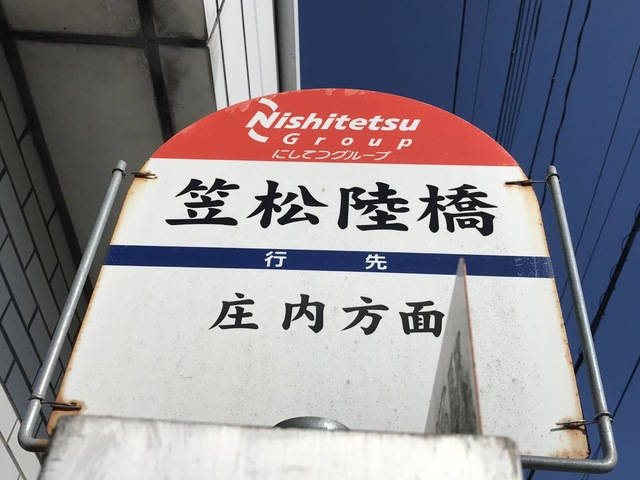 Nishitetsu
Group
にしてつグループ
笠松陸橋
行先
庄内方面